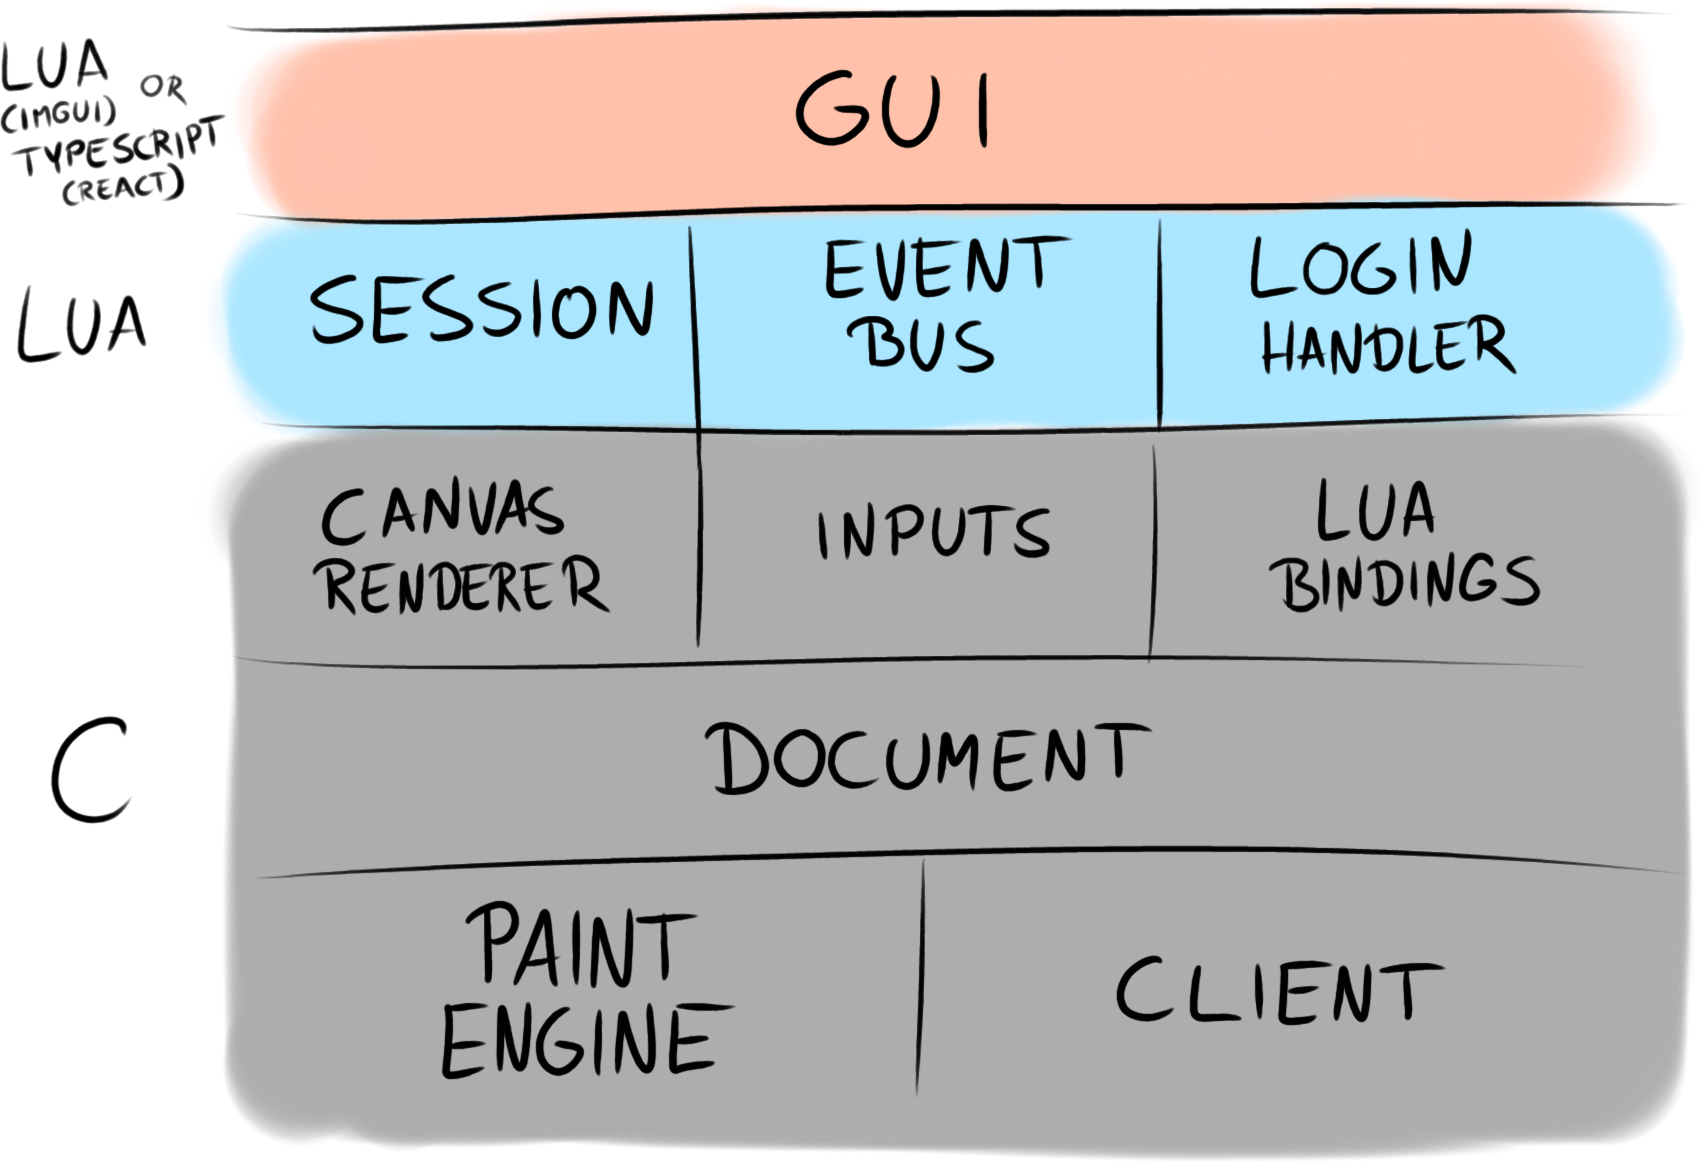 LUA OR
(IMGUI)
TYPESCRIPT
(REACT)
GUI
LUA
SESSION
EVENT
BUS
LOGIN
HANDLER
C
CANVAS
RENDERER
INPUTS
LUA
BINDINGS
DOCUMENT
PAINT
ENGINE
CLIENT